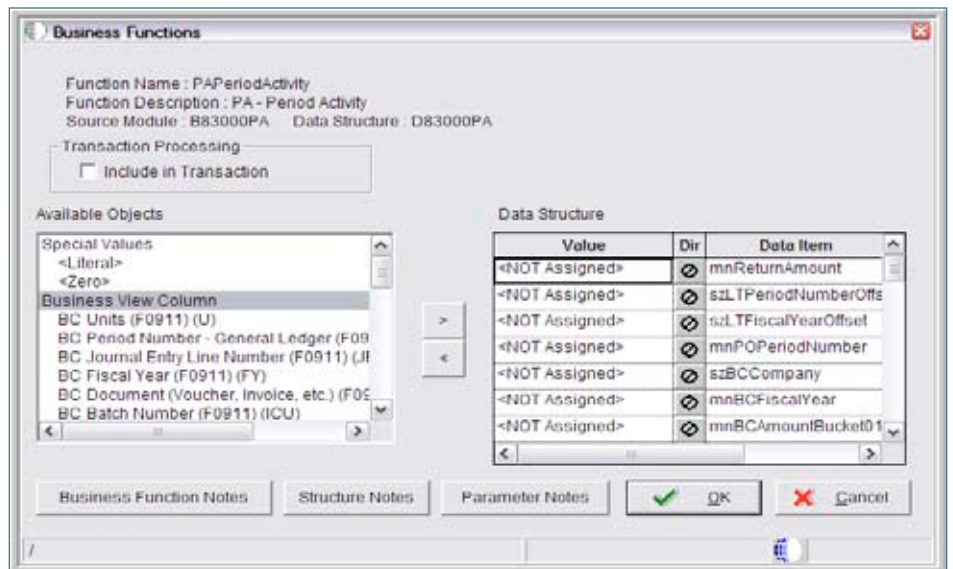 Business Functions
Function Name : PAPeriodActivity
Function Description : PA - Period Activity
Source Module : B83000PA Data Structure : D83000PA
Transaction Processing
Include in Transaction
Available Objects
Special Values
<Literal>
<Zero>
Business View Column
BC Units (F0911) (U)
BC Period Number - General Ledger (F09
BC Journal Entry Line Number (F0911) (JE
BC Fiscal Year (F0911) (FY)
BC Document (Voucher, Invoice, etc.) (F09
BC Batch Number (F0911) (ICU)
>
<
Data Structure
Value Dir Data Item
<NOT Assigned> mnReturnAmount
<NOT Assigned> szLTPeriodNumberOffs
<NOT Assigned> szLTFiscalYearOffset
<NOT Assigned> mnPOPeriodNumber
<NOT Assigned> szBCCompany
<NOT Assigned> mnBCFiscalYear
<NOT Assigned> mnBCAmountBucket01
Business Function Notes Structure Notes Parameter Notes OK Cancel
/